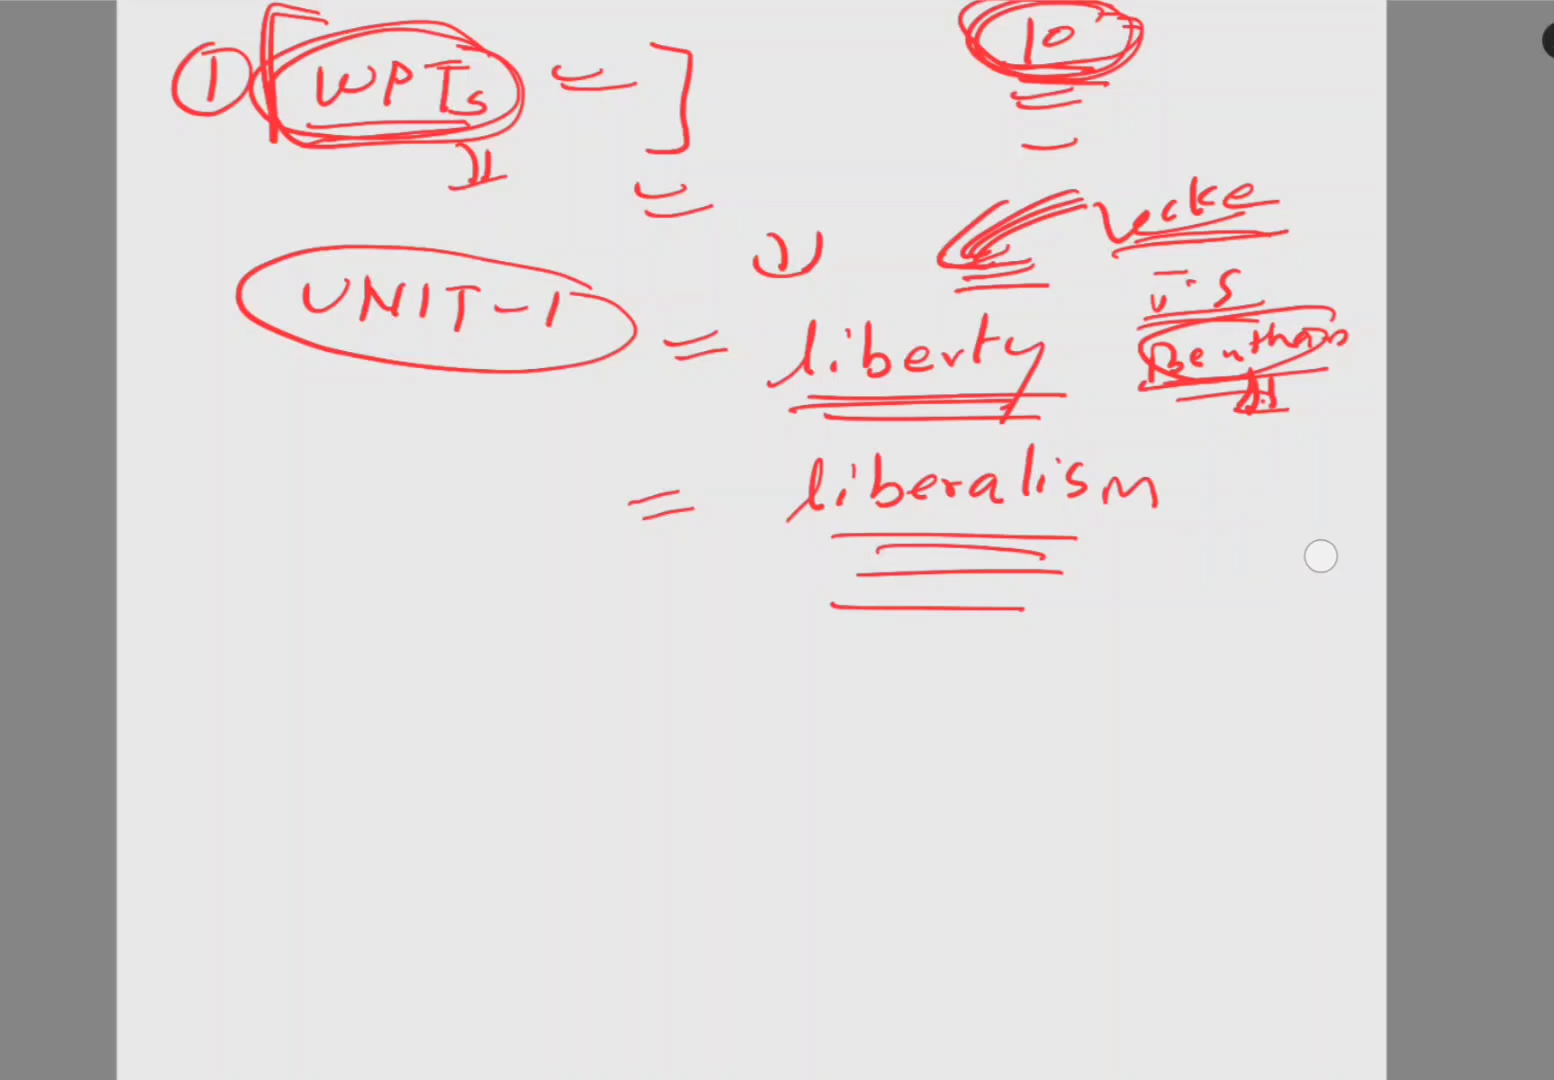 ① WPTs
10
Locke
J.S
Bentham
UNIT-1 = liberty
= liberalism